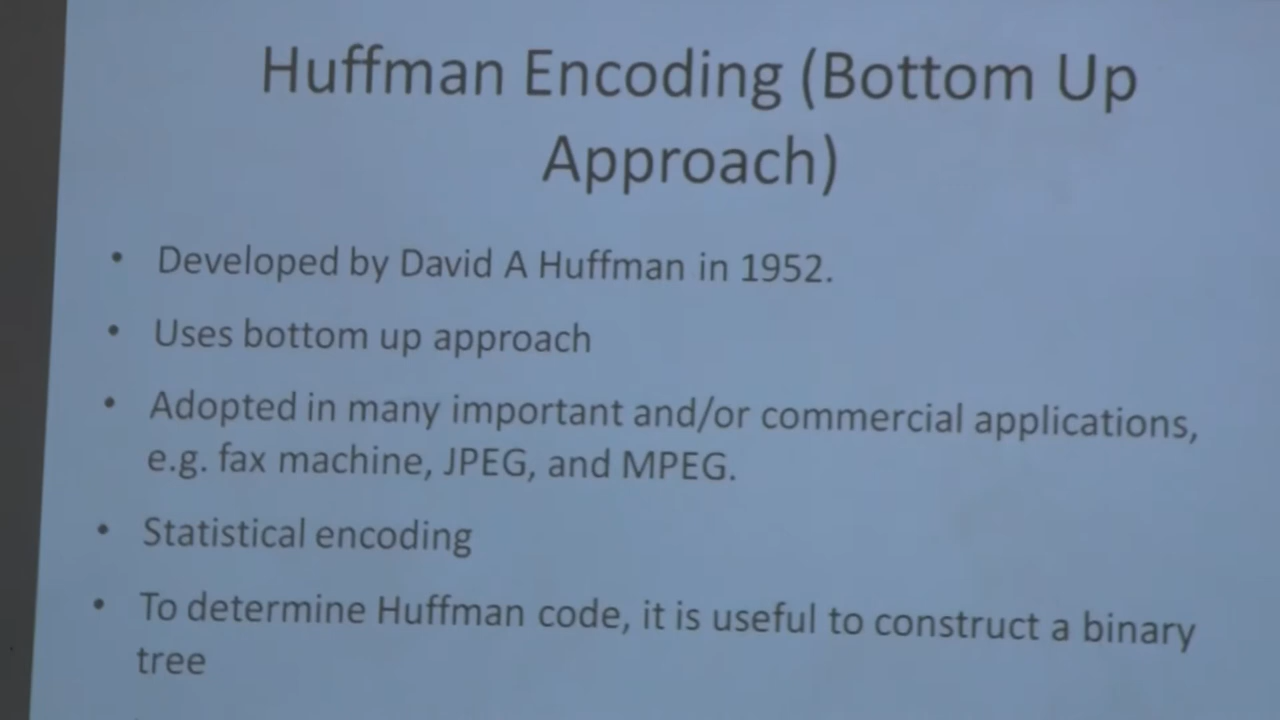 Huffman Encoding (Bottom Up
Approach)
• Developed by David A Huffman in 1952.
• Uses bottom up approach
• Adopted in many important and/or commercial applications,
e.g. fax machine, JPEG, and MPEG.
• Statistical encoding
• To determine Huffman code, it is useful to construct a binary
tree